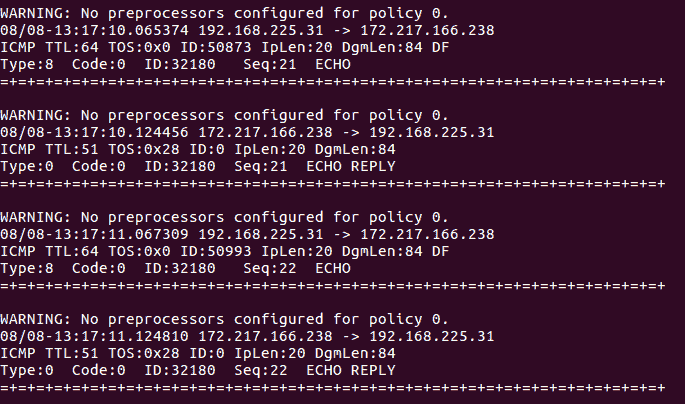 WARNING: No preprocessors configured for policy 0.
08/08-13:17:10.065374 192.168.225.31 -> 172.217.166.238
ICMP TTL:64 TOS:0x0 ID:50873 IpLen:20 DgmLen:84 DF
Type:8  Code:0  ID:32180   Seq:21  ECHO
=+=+=+=+=+=+=+=+=+=+=+=+=+=+=+=+=+=+=+=+=+=+=+=+=+=+=+=+=+=+=+=+=+=+=+=+=+

WARNING: No preprocessors configured for policy 0.
08/08-13:17:10.124456 172.217.166.238 -> 192.168.225.31
ICMP TTL:51 TOS:0x28 ID:0 IpLen:20 DgmLen:84
Type:0  Code:0  ID:32180  Seq:21  ECHO REPLY
=+=+=+=+=+=+=+=+=+=+=+=+=+=+=+=+=+=+=+=+=+=+=+=+=+=+=+=+=+=+=+=+=+=+=+=+=+

WARNING: No preprocessors configured for policy 0.
08/08-13:17:11.067309 192.168.225.31 -> 172.217.166.238
ICMP TTL:64 TOS:0x0 ID:50993 IpLen:20 DgmLen:84 DF
Type:8  Code:0  ID:32180   Seq:22  ECHO
=+=+=+=+=+=+=+=+=+=+=+=+=+=+=+=+=+=+=+=+=+=+=+=+=+=+=+=+=+=+=+=+=+=+=+=+=+

WARNING: No preprocessors configured for policy 0.
08/08-13:17:11.124810 172.217.166.238 -> 192.168.225.31
ICMP TTL:51 TOS:0x28 ID:0 IpLen:20 DgmLen:84
Type:0  Code:0  ID:32180  Seq:22  ECHO REPLY
=+=+=+=+=+=+=+=+=+=+=+=+=+=+=+=+=+=+=+=+=+=+=+=+=+=+=+=+=+=+=+=+=+=+=+=+=+